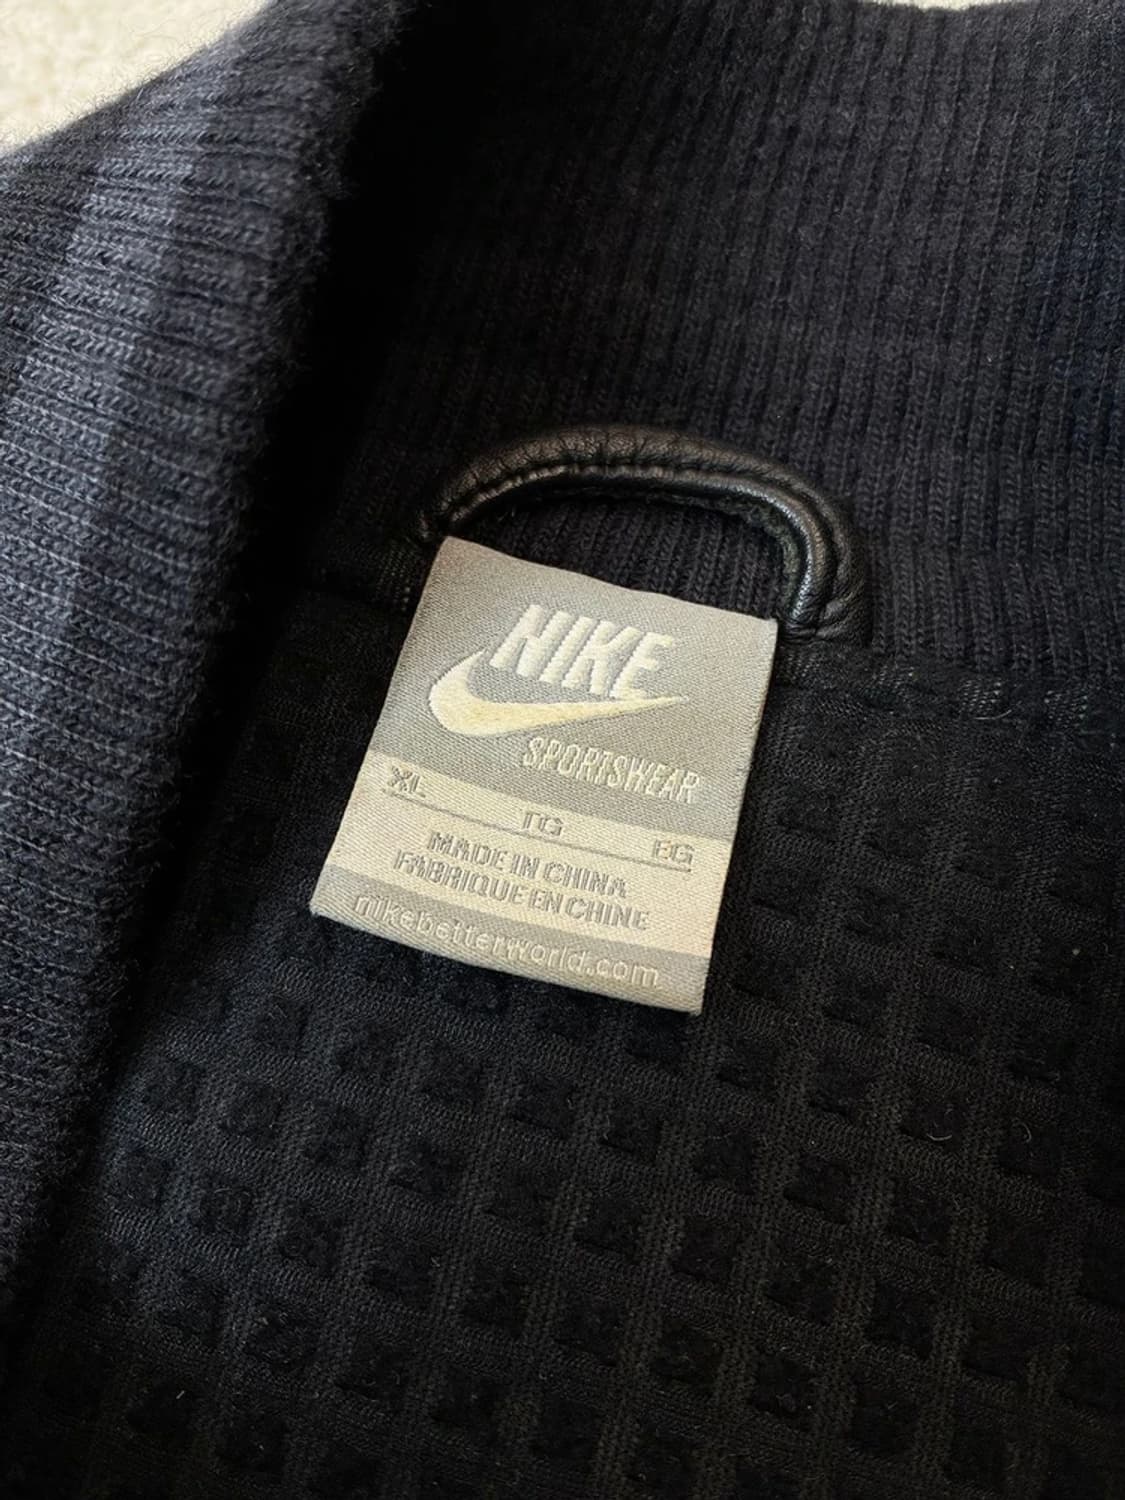 NIKE
SPORTSWEAR
XL
TG
EG
MADE IN CHINA
FABRIQUE EN CHINE
nikebetterworld.com